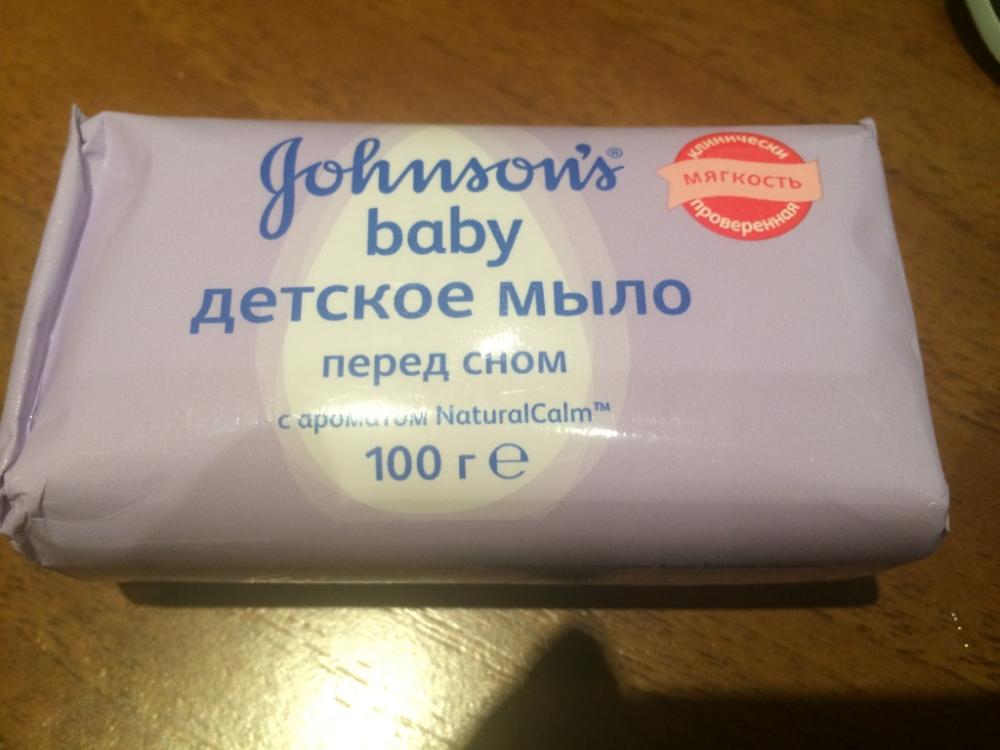 Johnson's®
baby
детское мыло
перед сном
с ароматом NaturalCalm™
100 г ℮
клинически
мягкость
проверенная